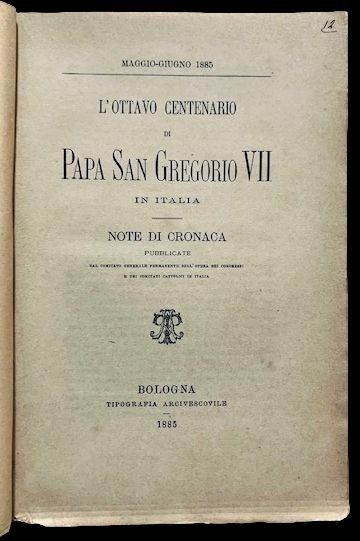 12
MAGGIO-GIUGNO 1885
L'OTTAVO CENTENARIO
DI
PAPA SAN GREGORIO VII
IN ITALIA
NOTE DI CRONACA
PUBBLICATE
DAL COMITATO GENERALE PERMANENTE DELL'OPERA DEI CONGRESSI
E DEI COMITATI CATTOLICI IN ITALIA
BOLOGNA
TIPOGRAFIA ARCIVESCOVILE
1885